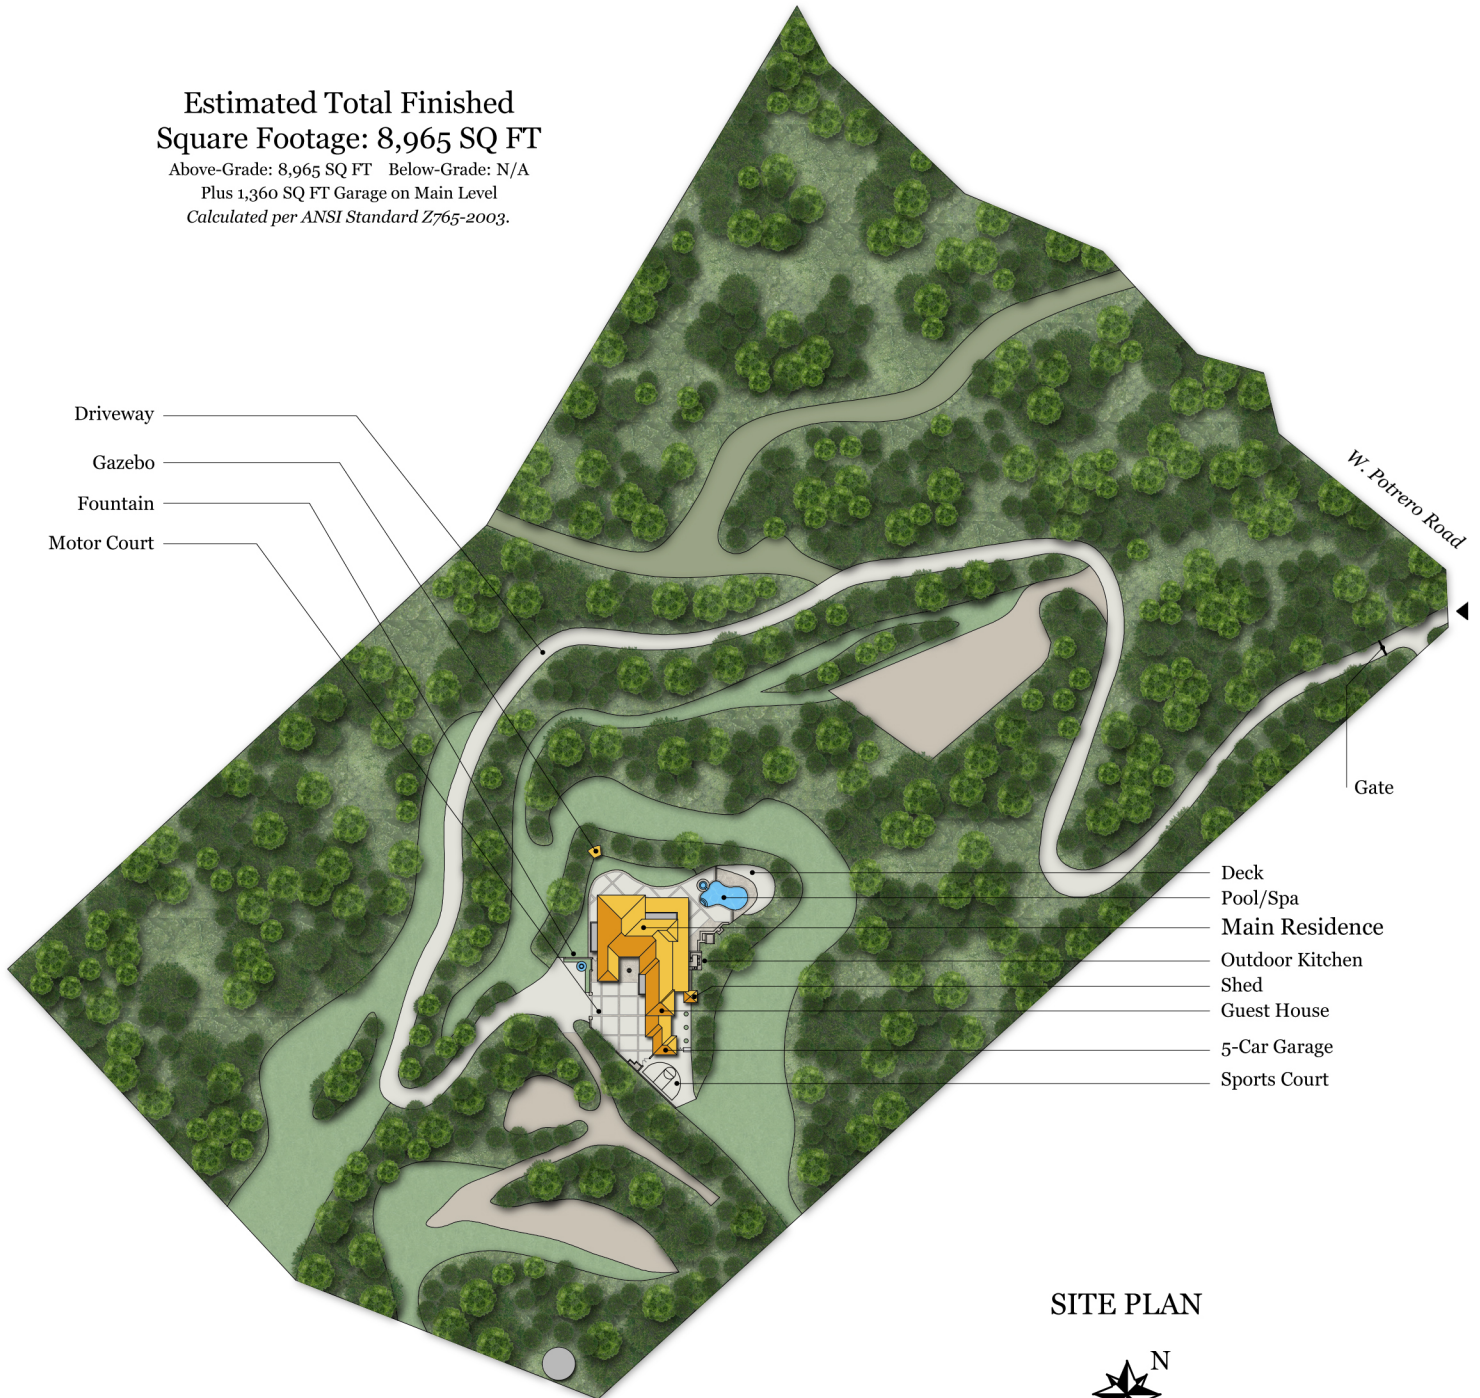 Estimated Total Finished
Square Footage: 8,965 SQ FT
Above-Grade: 8,965 SQ FT Below-Grade: N/A
Plus 1,360 SQ FT Garage on Main Level
Calculated per ANSI Standard Z765-2003.
Driveway
Gazebo
Fountain
Motor Court
W. Potrero Road
Gate
Deck
Pool/Spa
Main Residence
Outdoor Kitchen
Shed
Guest House
5-Car Garage
Sports Court
SITE PLAN
N